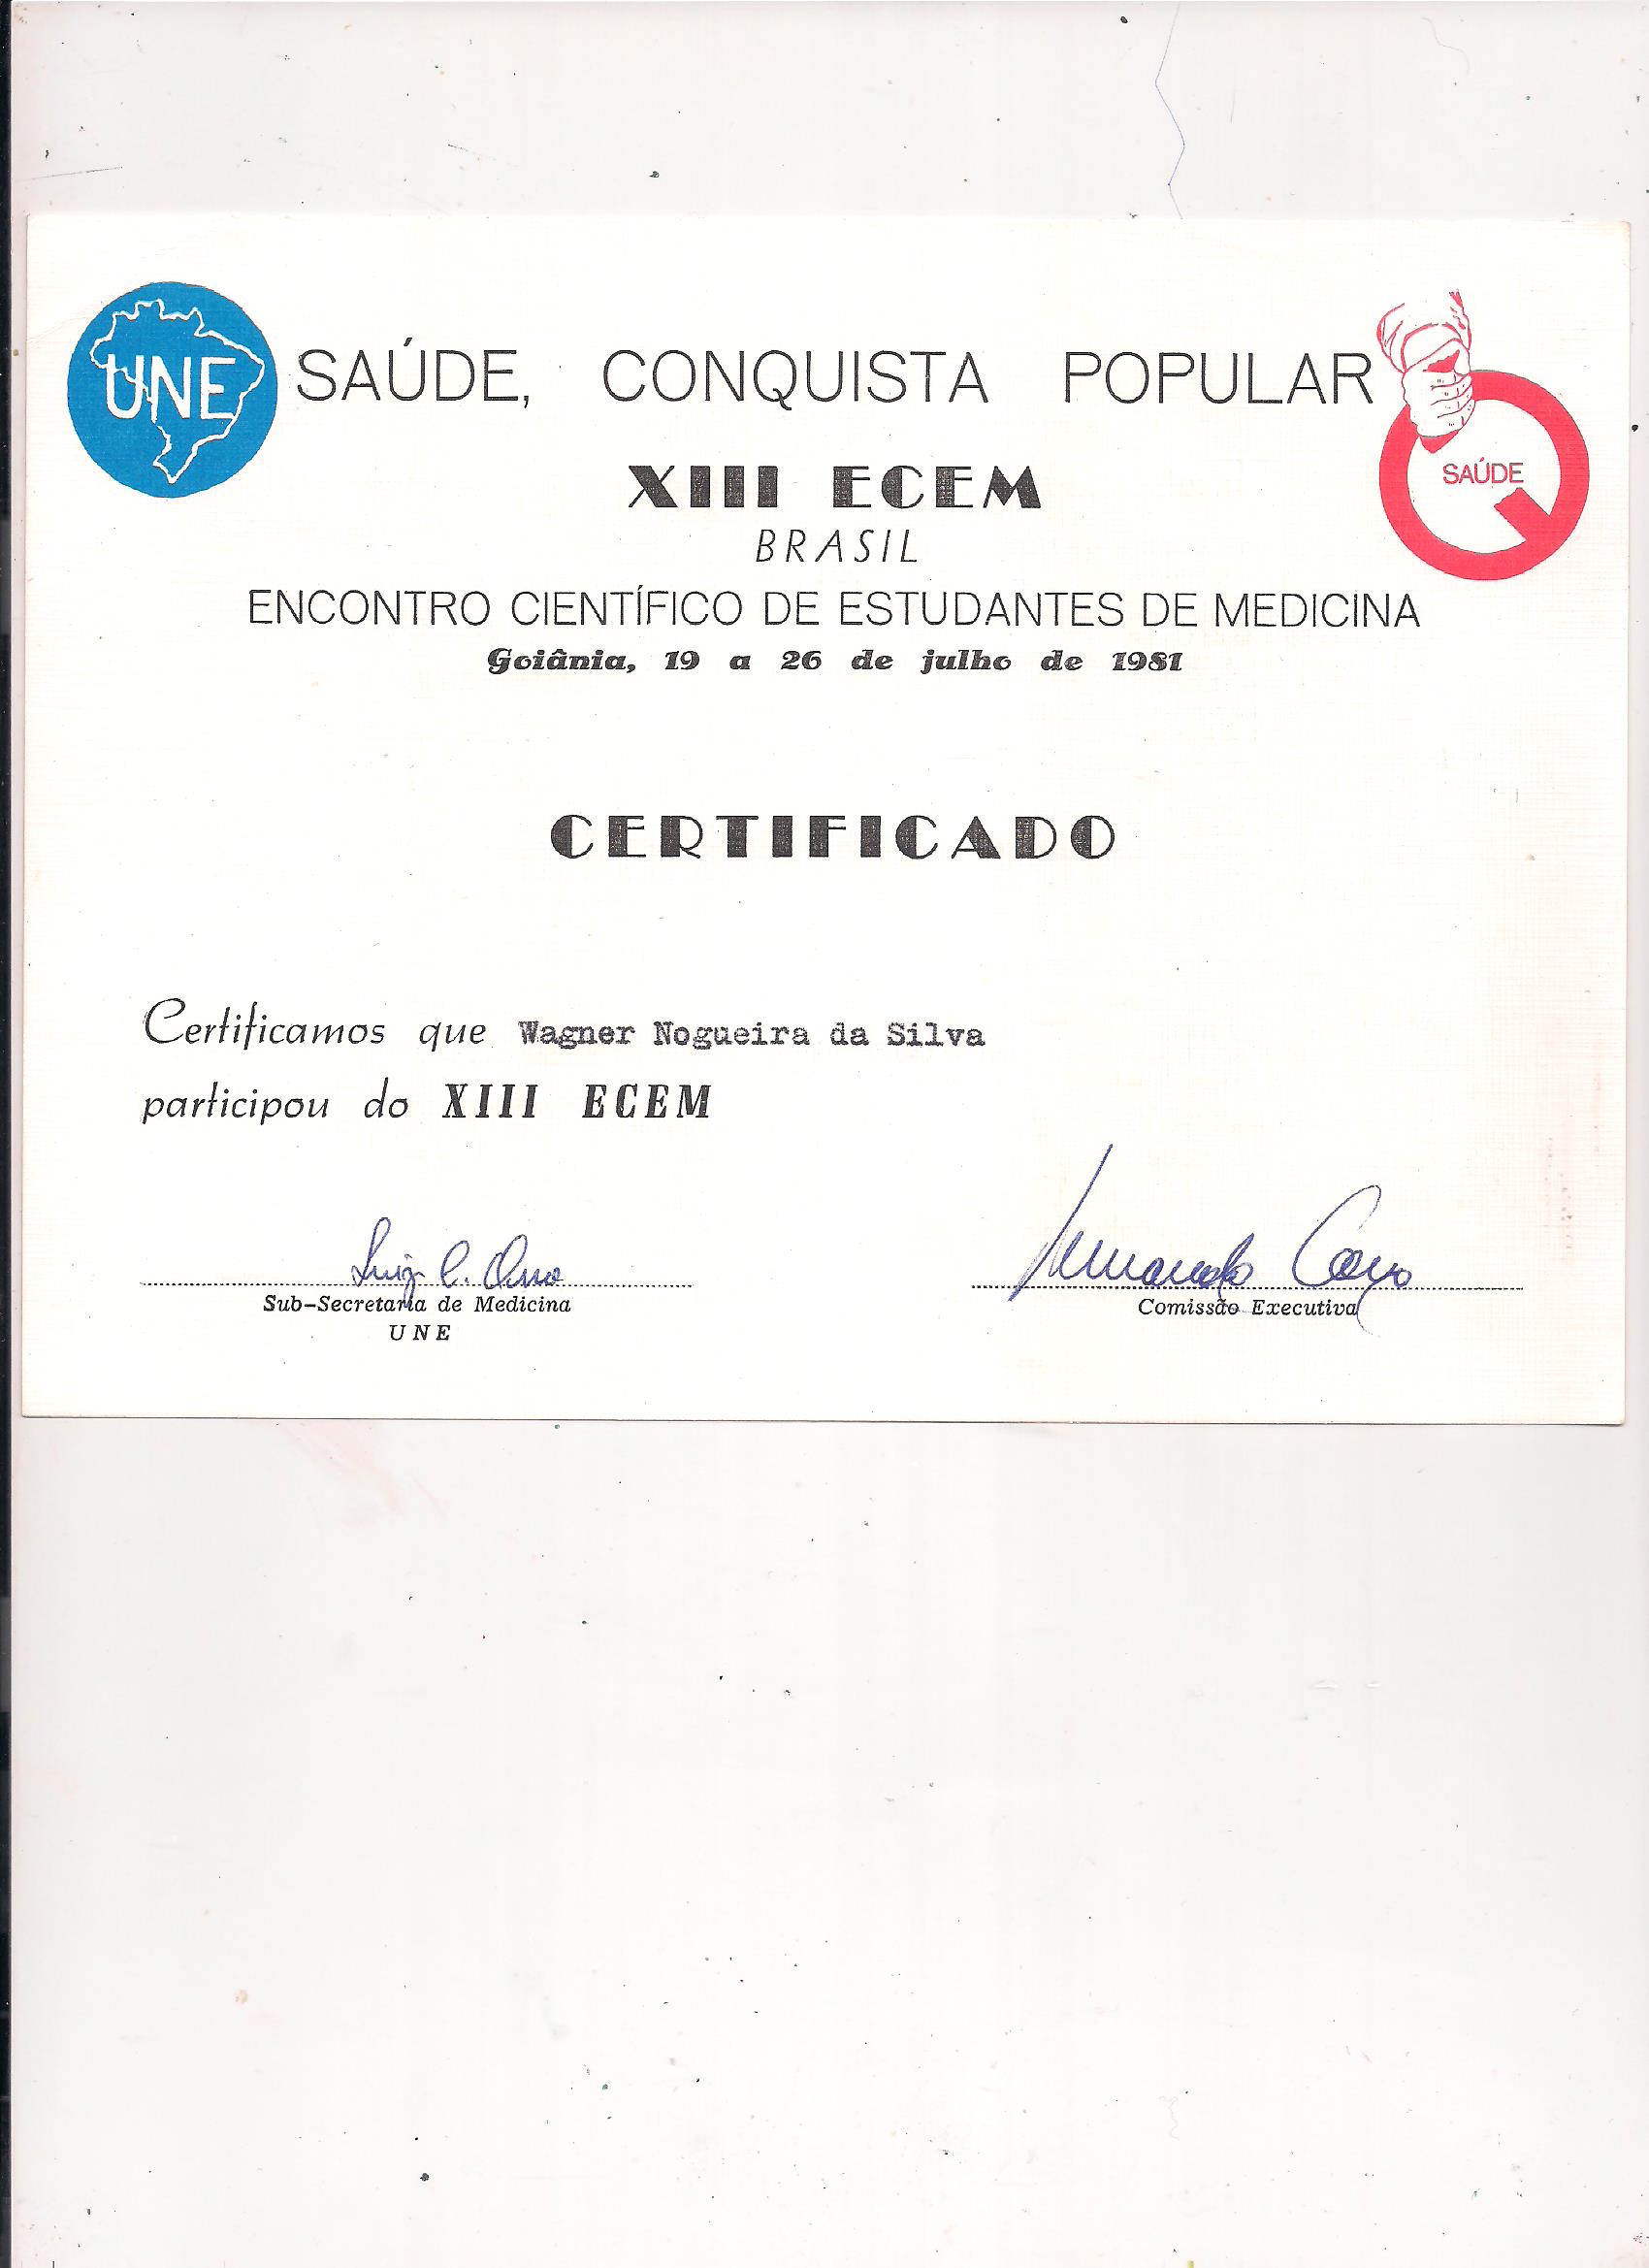 UNE
SAÚDE, CONQUISTA POPULAR
SAÚDE
XIII ECEM
BRASIL
ENCONTRO CIENTÍFICO DE ESTUDANTES DE MEDICINA
Goiânia, 19 a 26 de julho de 1981
CERTIFICADO
Certificamos que Wagner Nogueira da Silva
participou do XIII ECEM
Luiz C.
Sub-Secretaria de Medicina
UNE
Comissão Executiva